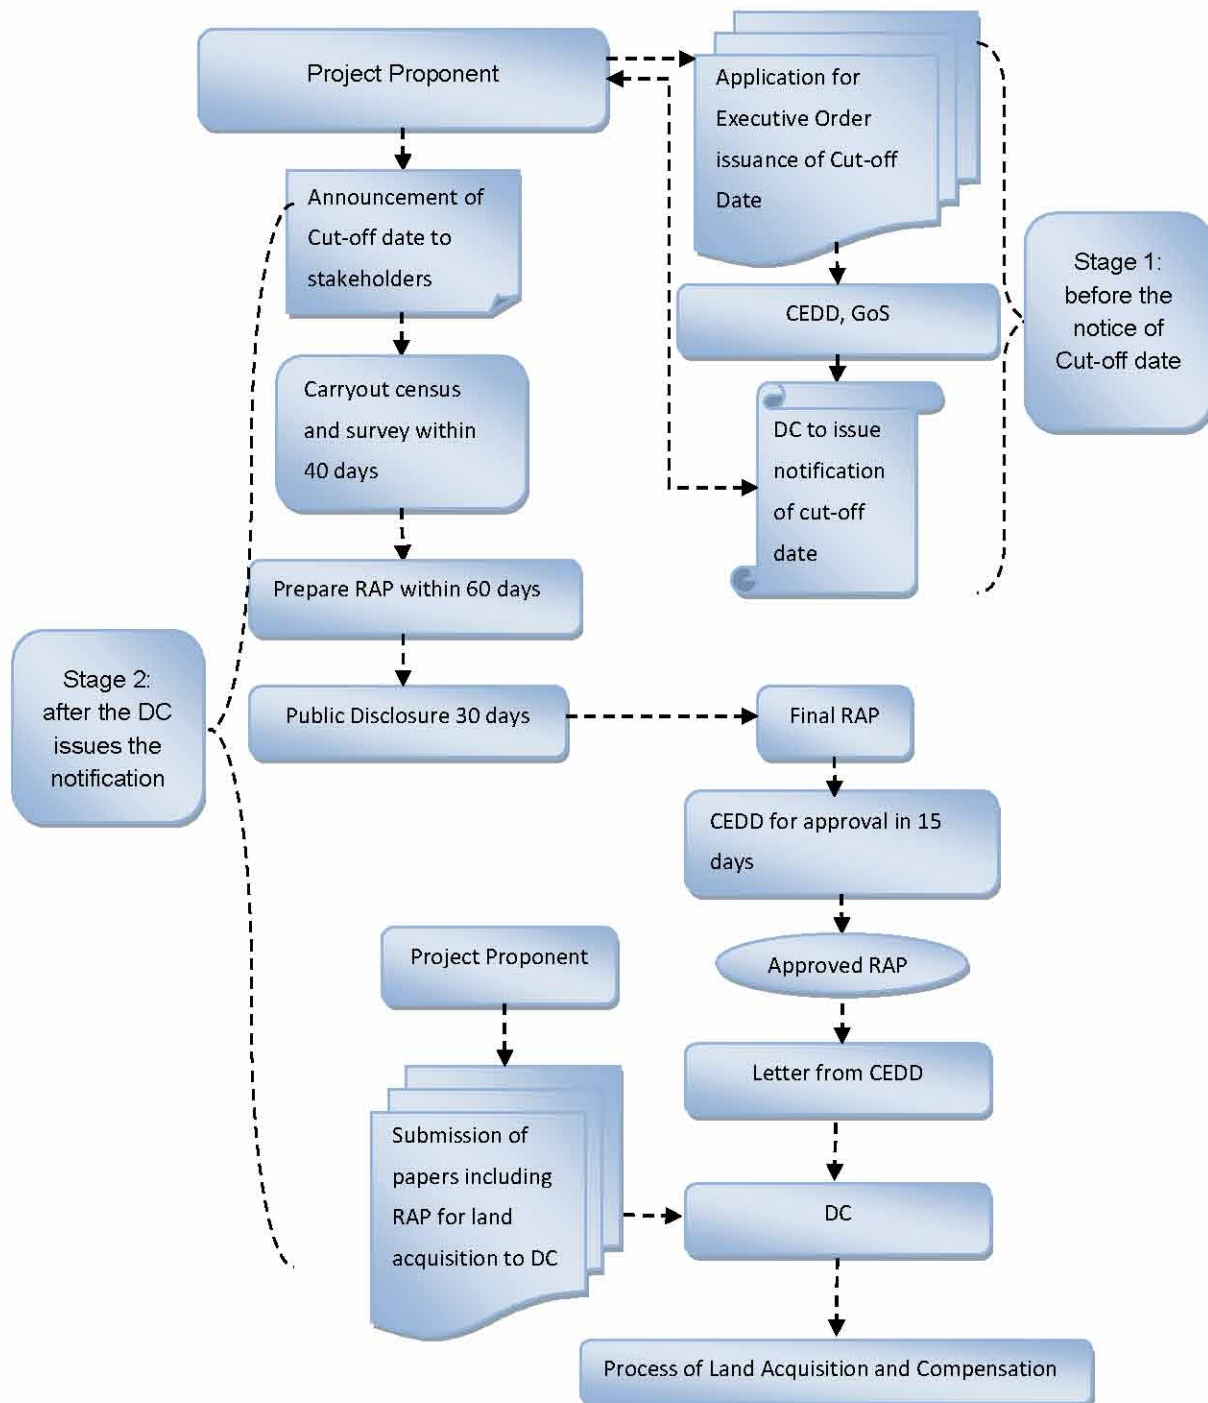 Project Proponent
Application for
Executive Order
issuance of Cut-off
Date
Announcement of
Cut-off date to
stakeholders
Stage 1:
before the
notice of
Cut-off date
CEDD, GoS
Carryout census
and survey within
40 days
DC to issue
notification
of cut-off
date
Prepare RAP within 60 days
Stage 2:
after the DC
issues the
notification
Public Disclosure 30 days
Final RAP
CEDD for approval in 15
days
Project Proponent
Approved RAP
Letter from CEDD
Submission of
papers including
RAP for land
acquisition to DC
DC
Process of Land Acquisition and Compensation